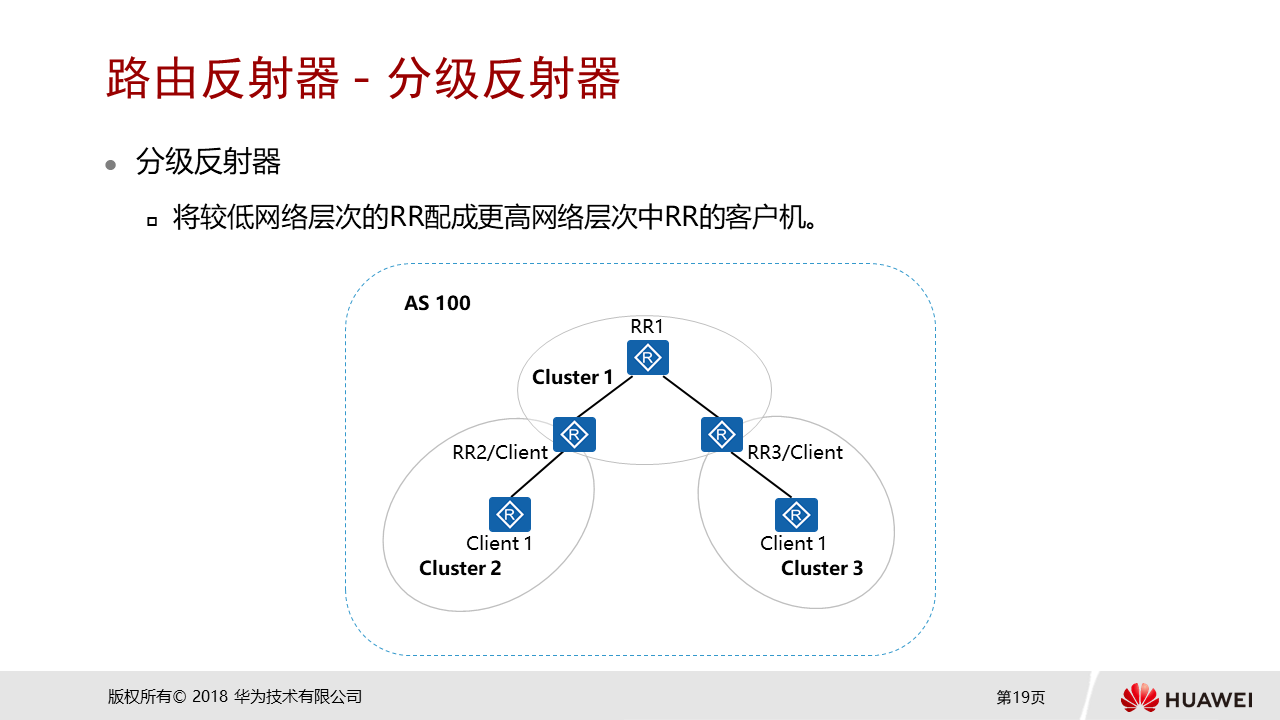 路由反射器 - 分级反射器
分级反射器
将较低网络层次的RR配成更高网络层次中RR的客户机。
AS 100
RR1
R
Cluster 1
R
R
RR2/Client
RR3/Client
R
R
Client 1
Client 1
Cluster 2
Cluster 3
版权所有© 2018 华为技术有限公司
第19页
HUAWEI